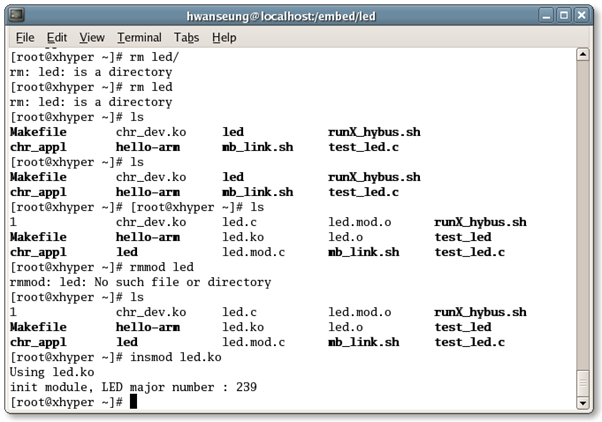 hwanseung@localhost:/embed/led
File Edit View Terminal Tabs Help
[root@xhyper ~]# rm led/
rm: led: is a directory
[root@xhyper ~]# rm led
rm: led: is a directory
[root@xhyper ~]# ls
Makefile chr_dev.ko led runX_hybus.sh
chr_appl hello-arm mb_link.sh test_led.c
[root@xhyper ~]# ls
Makefile chr_dev.ko led runX_hybus.sh
chr_appl hello-arm mb_link.sh test_led.c
[root@xhyper ~]# [root@xhyper ~]# ls
1 chr_dev.ko led.c led.mod.o runX_hybus.sh
Makefile hello-arm led.ko led.o test_led
chr_appl led led.mod.c mb_link.sh test_led.c
[root@xhyper ~]# rmmod led
rmmod: led: No such file or directory
[root@xhyper ~]# ls
1 chr_dev.ko led.c led.mod.o runX_hybus.sh
Makefile hello-arm led.ko led.o test_led
chr_appl led led.mod.c mb_link.sh test_led.c
[root@xhyper ~]# insmod led.ko
Using led.ko
init module, LED major number : 239
[root@xhyper ~]#